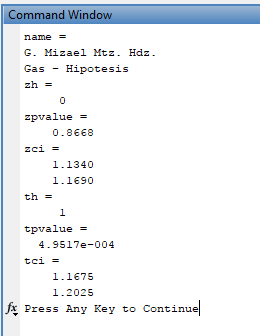 Command Window
name =
G. Mizael Mtz. Hdz.
Gas - Hipotesis
zh =
0
zpvalue =
0.8668
zci =
1.1340
1.1690
th =
1
tpvalue =
4.9517e-004
tci =
1.1675
1.2025
fx Press Any Key to Continue